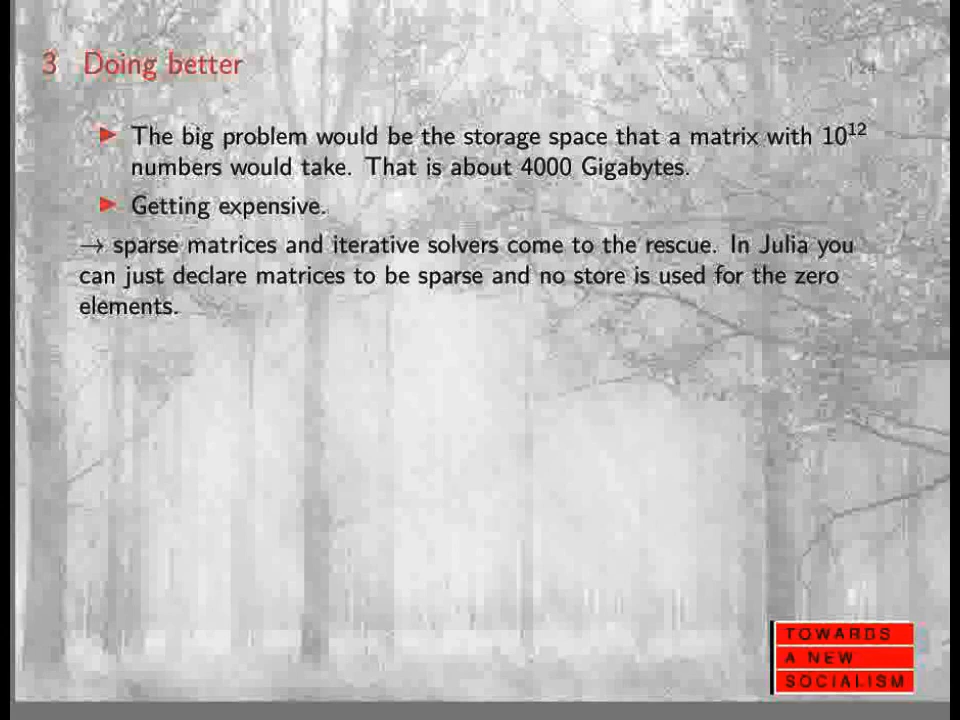 3 Doing better
| 24
▶ The big problem would be the storage space that a matrix with 10¹²
numbers would take. That is about 4000 Gigabytes.
▶ Getting expensive.
→ sparse matrices and iterative solvers come to the rescue. In Julia you
can just declare matrices to be sparse and no store is used for the zero
elements.
TOWARDS
A NEW
SOCIALISM